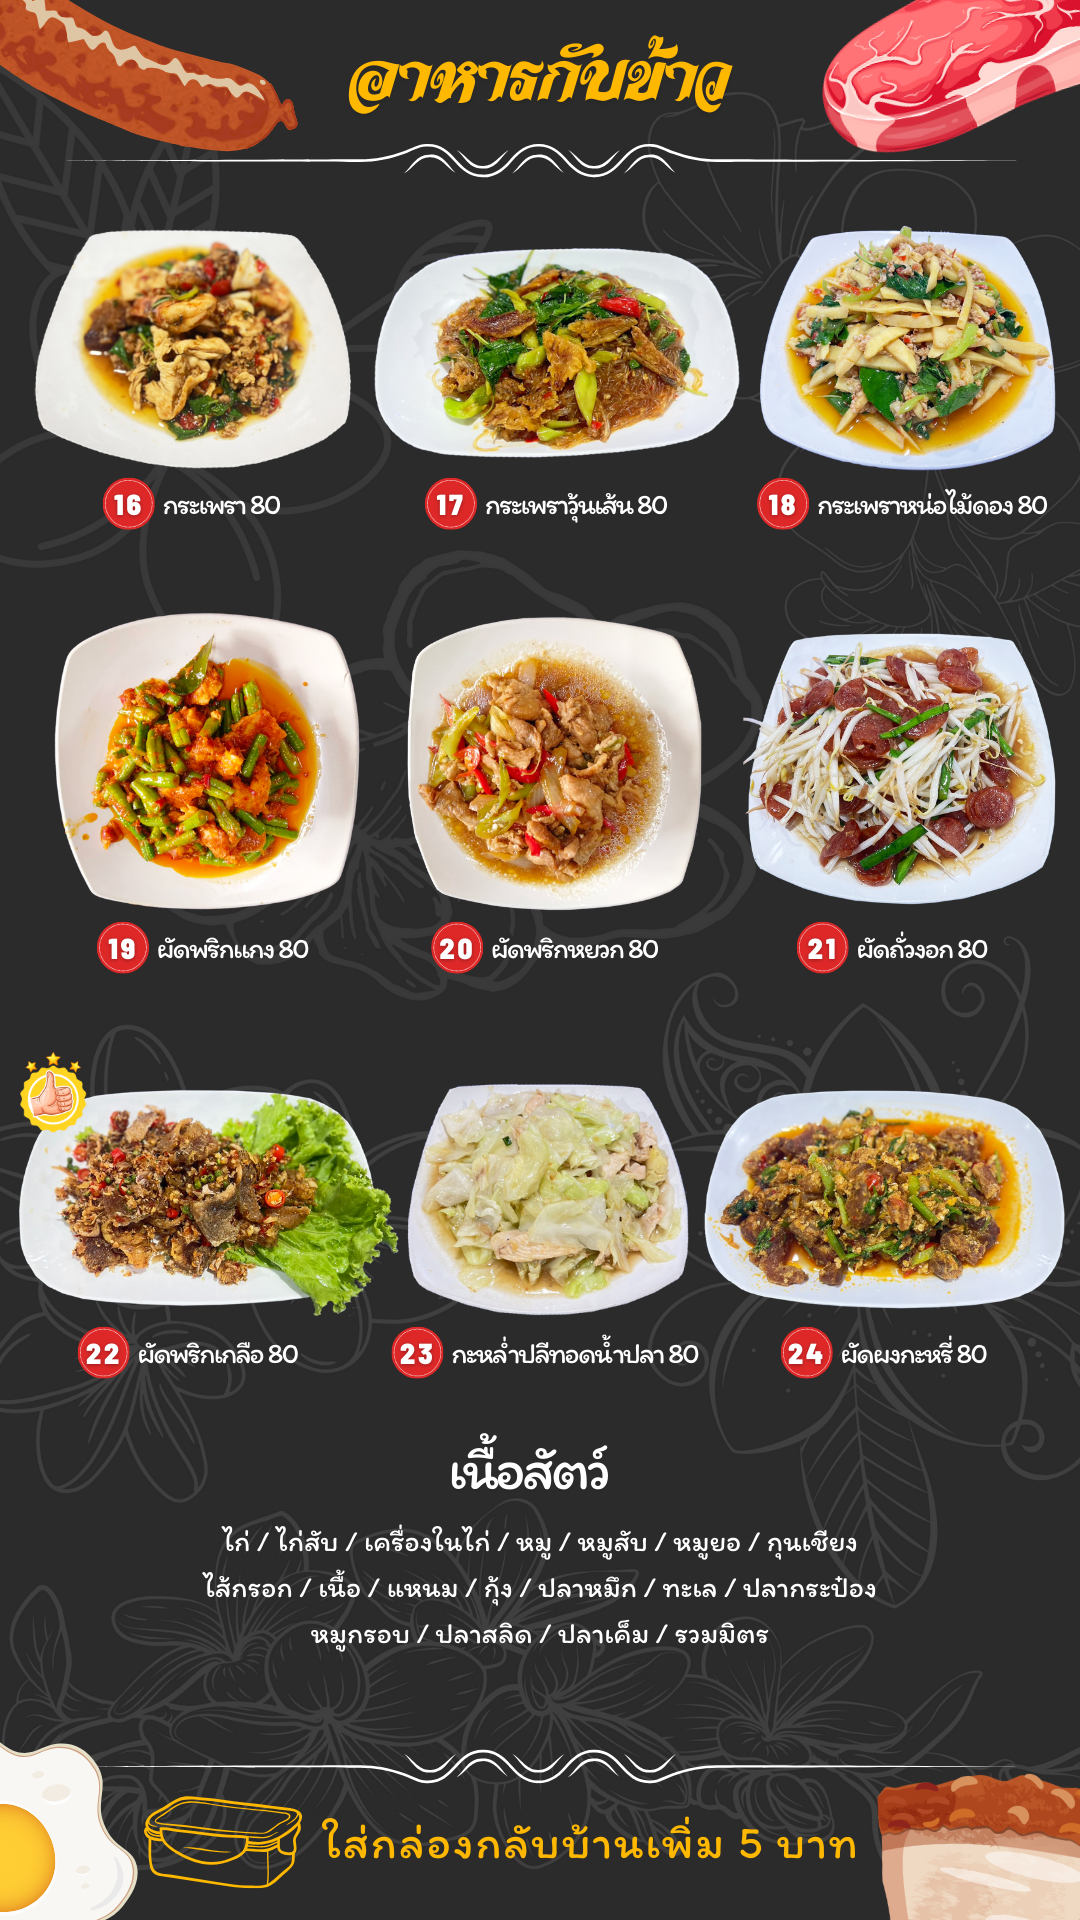 อาหารกับข้าว
16 กระเพรา 80
17 กระเพราวุ้นเส้น 80
18 กระเพราหน่อไม้ดอง 80
19 ผัดพริกแกง 80
20 ผัดพริกหยวก 80
21 ผัดถั่วงอก 80
22 ผัดพริกเกลือ 80
23 กะหล่ำปลีทอดน้ำปลา 80
24 ผัดผงกะหรี่ 80
เนื้อสัตว์
ไก่ / ไก่สับ / เครื่องในไก่ / หมู / หมูสับ / หมูยอ / กุนเชียง
ไส้กรอก / เนื้อ / แหนม / กุ้ง / ปลาหมึก / ทะเล / ปลากระป๋อง
หมูกรอบ / ปลาสลิด / ปลาเค็ม / รวมมิตร
ใส่กล่องกลับบ้านเพิ่ม 5 บาท